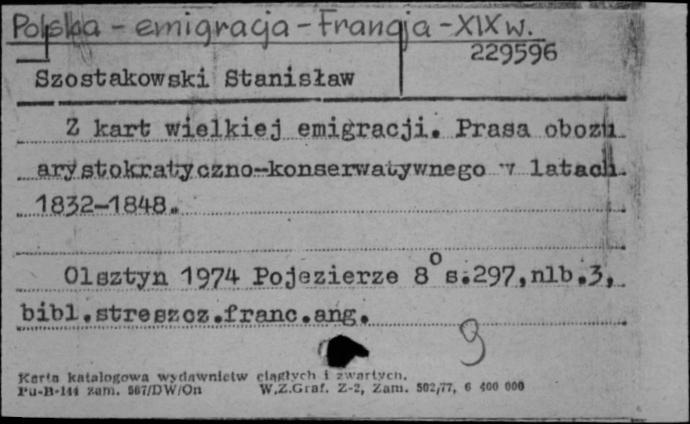 Polska - emigracja - Francja - XIX w.
229596
Szostakowski Stanisław
Z kart wielkiej emigracji. Prasa obozu
arystokratyczno-konserwatywnego w latach
1832-1848.
Olsztyn 1974 Pojezierze 8° s.297,nlb.3,
bibl.streszcz.franc.ang.
9
Karta katalogowa wydawnictw ciągłych i zwartych.
Pu-B-144 zam. 567/DW/On W.Z.Graf. Z-2, Zam. 502/77, 6 400 000